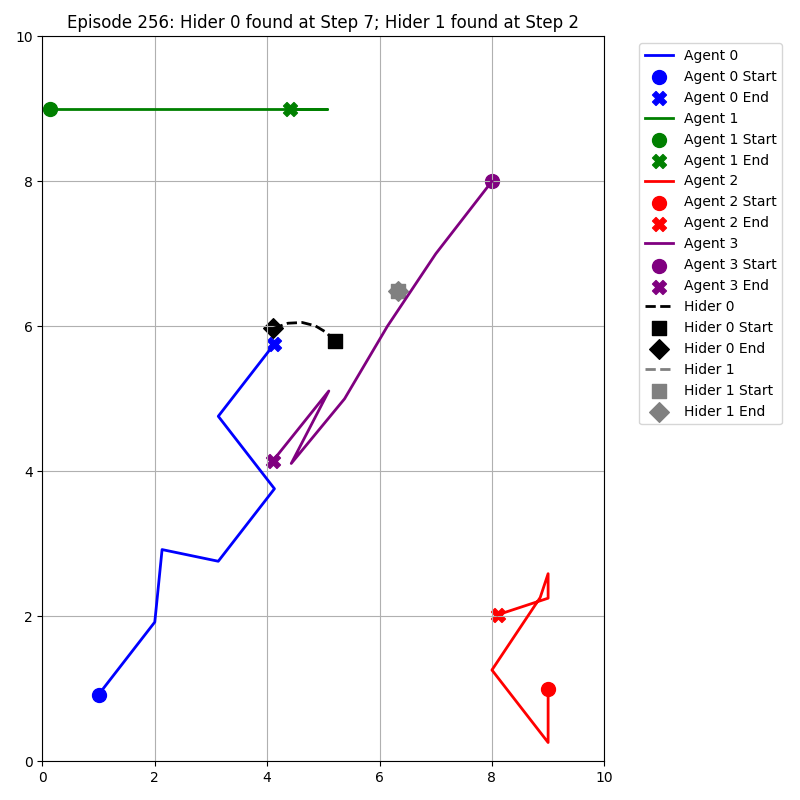 Episode 256: Hider 0 found at Step 7; Hider 1 found at Step 2
10
8
6
4
2
0
0 2 4 6 8 10
Agent 0
Agent 0 Start
Agent 0 End
Agent 1
Agent 1 Start
Agent 1 End
Agent 2
Agent 2 Start
Agent 2 End
Agent 3
Agent 3 Start
Agent 3 End
Hider 0
Hider 0 Start
Hider 0 End
Hider 1
Hider 1 Start
Hider 1 End